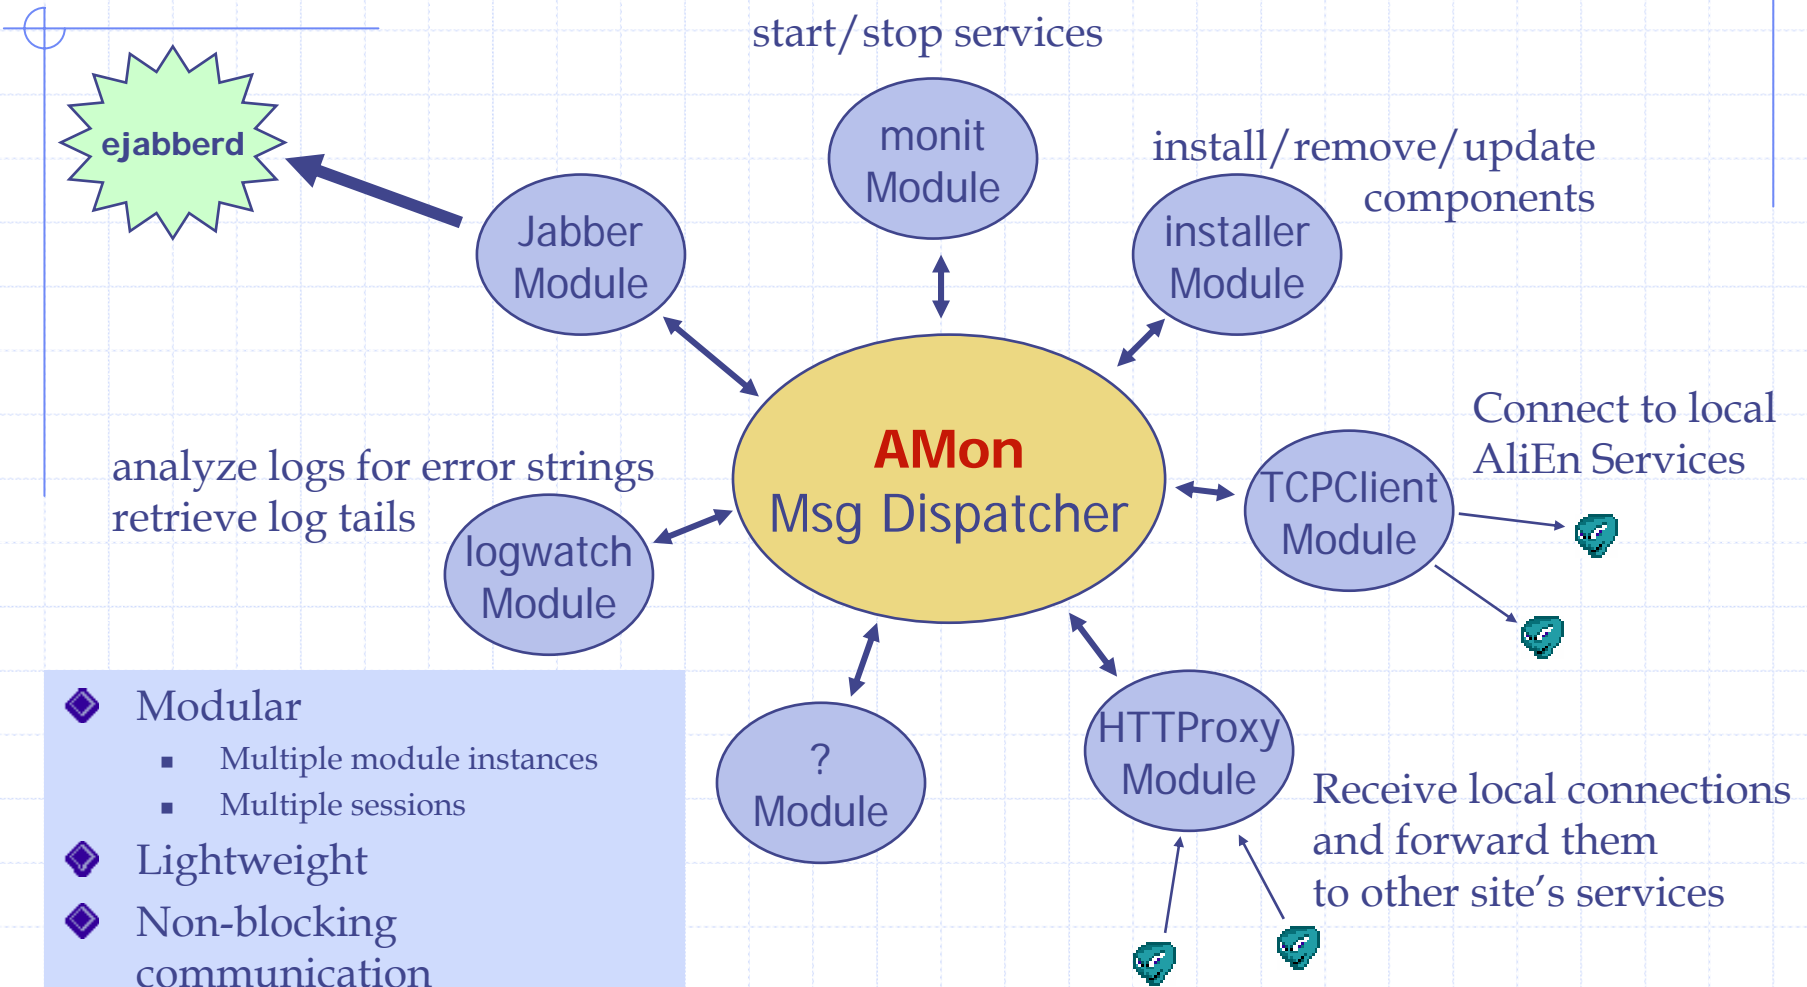 start/stop services
ejabberd
monit
Module
install/remove/update
components
Jabber
Module
installer
Module
AMon
Msg Dispatcher
Connect to local
AliEn Services
TCPClient
Module
analyze logs for error strings
retrieve log tails
logwatch
Module
Modular
Multiple module instances
Multiple sessions
Lightweight
Non-blocking
communication
?
Module
HTTProxy
Module
Receive local connections
and forward them
to other site’s services